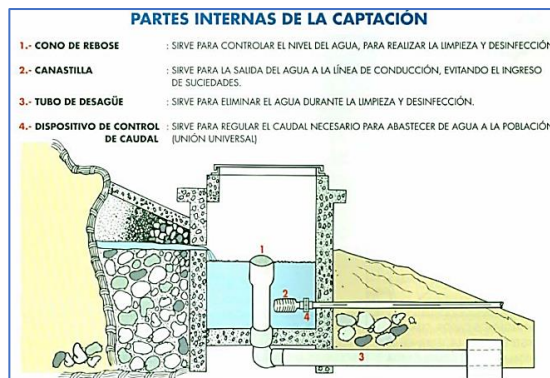 PARTES INTERNAS DE LA CAPTACIÓN
1.- CONO DE REBOSE : SIRVE PARA CONTROLAR EL NIVEL DEL AGUA, PARA REALIZAR LA LIMPIEZA Y DESINFECCIÓN
2.- CANASTILLA : SIRVE PARA LA SALIDA DEL AGUA A LA LÍNEA DE CONDUCCIÓN, EVITANDO EL INGRESO
DE SUCIEDADES.
3.- TUBO DE DESAGÜE : SIRVE PARA ELIMINAR EL AGUA DURANTE LA LIMPIEZA Y DESINFECCIÓN.
4.- DISPOSITIVO DE CONTROL : SIRVE PARA REGULAR EL CAUDAL NECESARIO PARA ABASTECER DE AGUA A LA POBLACIÓN
DE CAUDAL (UNIÓN UNIVERSAL)
1
2
4
3